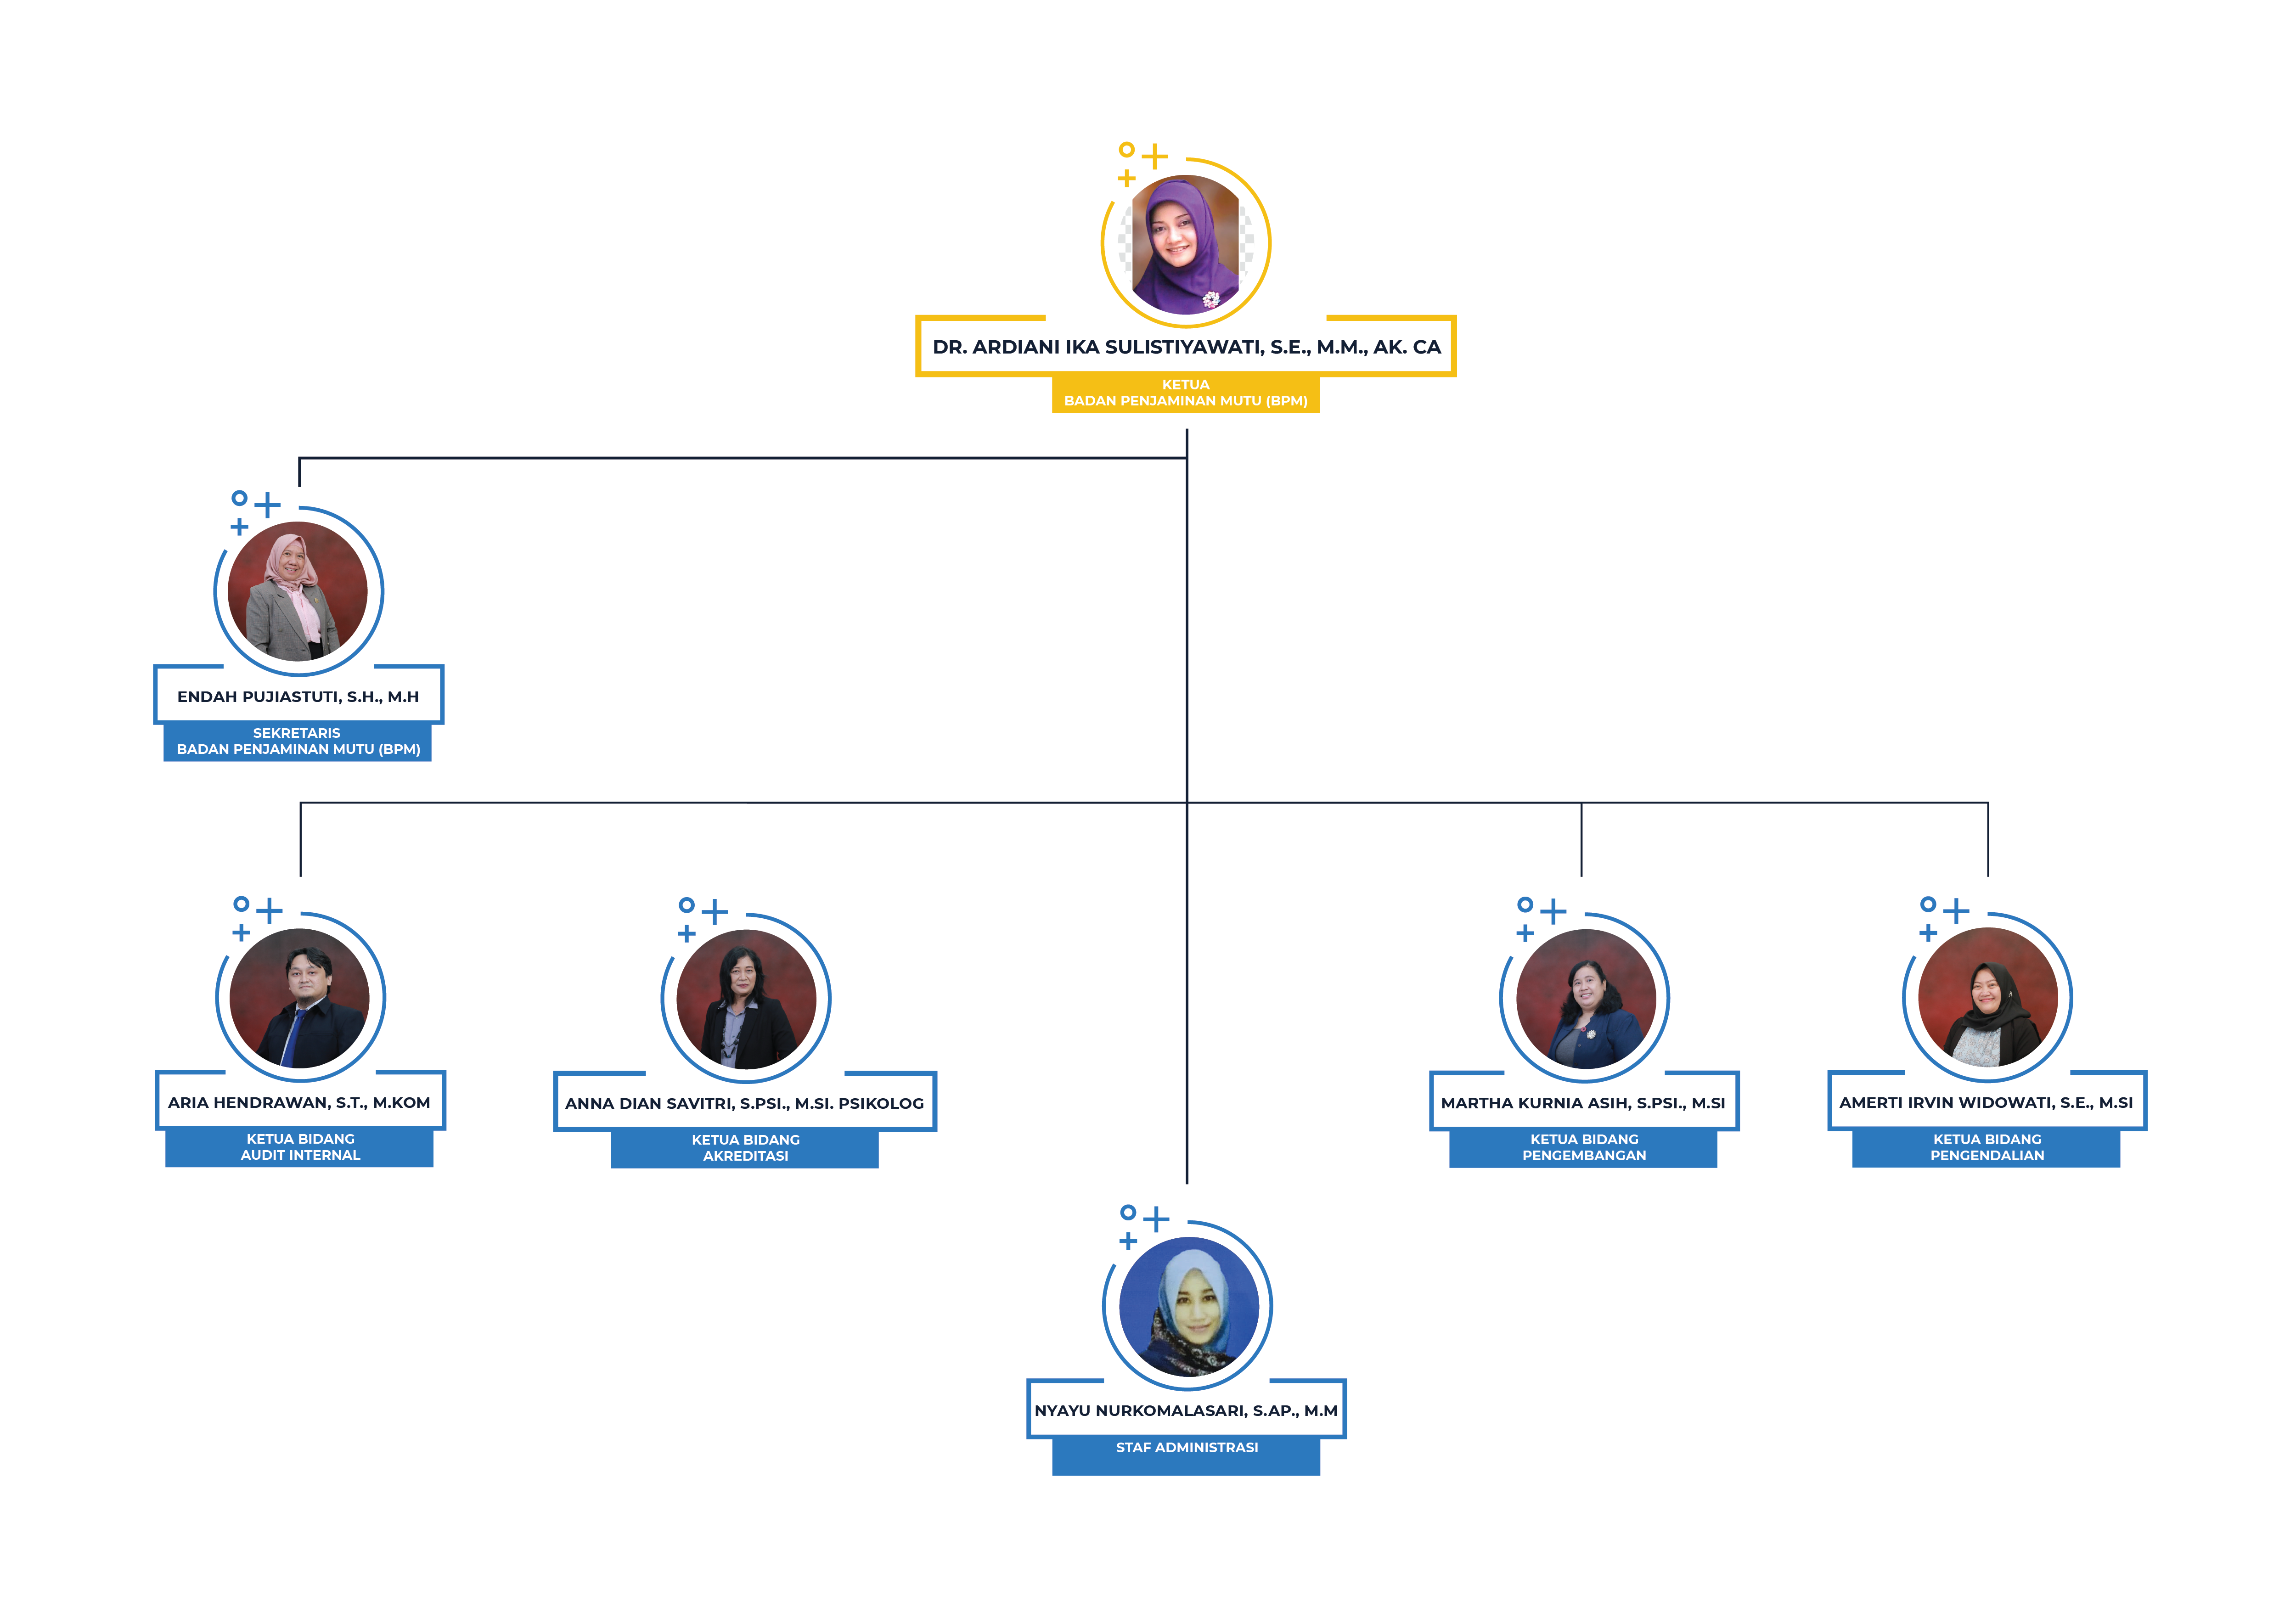 DR. ARDIANI IKA SULISTIYAWATI, S.E., M.M., AK. CA
KETUA
BADAN PENJAMINAN MUTU (BPM)
ENDAH PUJIASTUTI, S.H., M.H
SEKRETARIS
BADAN PENJAMINAN MUTU (BPM)
ARIA HENDRAWAN, S.T., M.KOM
KETUA BIDANG
AUDIT INTERNAL
ANNA DIAN SAVITRI, S.PSI., M.SI. PSIKOLOG
KETUA BIDANG
AKREDITASI
MARTHA KURNIA ASIH, S.PSI., M.SI
KETUA BIDANG
PENGEMBANGAN
AMERTI IRVIN WIDOWATI, S.E., M.SI
KETUA BIDANG
PENGENDALIAN
NYAYU NURKOMALASARI, S.AP., M.M
STAF ADMINISTRASI